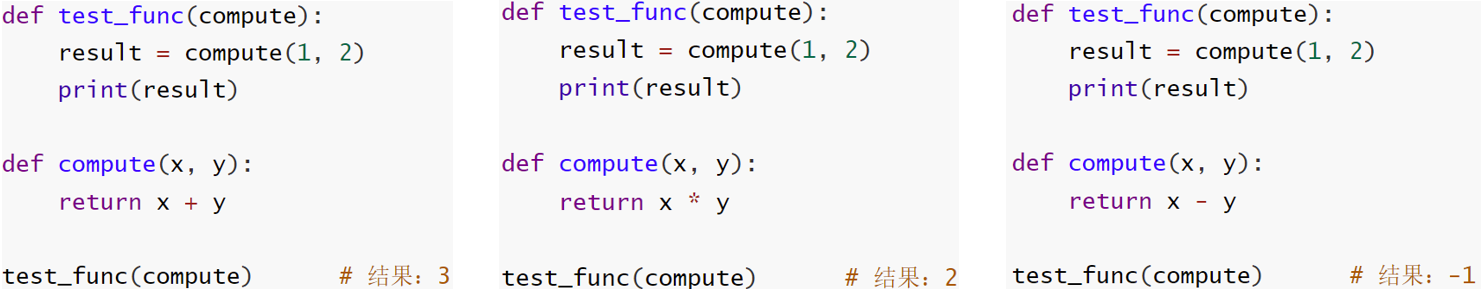 def test_func(compute):
    result = compute(1, 2)
    print(result)
def compute(x, y):
    return x + y
test_func(compute)      # 结果：3
def test_func(compute):
    result = compute(1, 2)
    print(result)
def compute(x, y):
    return x * y
test_func(compute)      # 结果：2
def test_func(compute):
    result = compute(1, 2)
    print(result)
def compute(x, y):
    return x - y
test_func(compute)      # 结果：-1